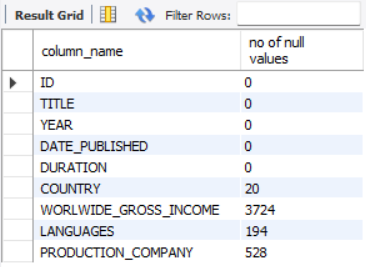 Result Grid Filter Rows:
column_name no of null values
ID 0
TITLE 0
YEAR 0
DATE_PUBLISHED 0
DURATION 0
COUNTRY 20
WORLWIDE_GROSS_INCOME 3724
LANGUAGES 194
PRODUCTION_COMPANY 528